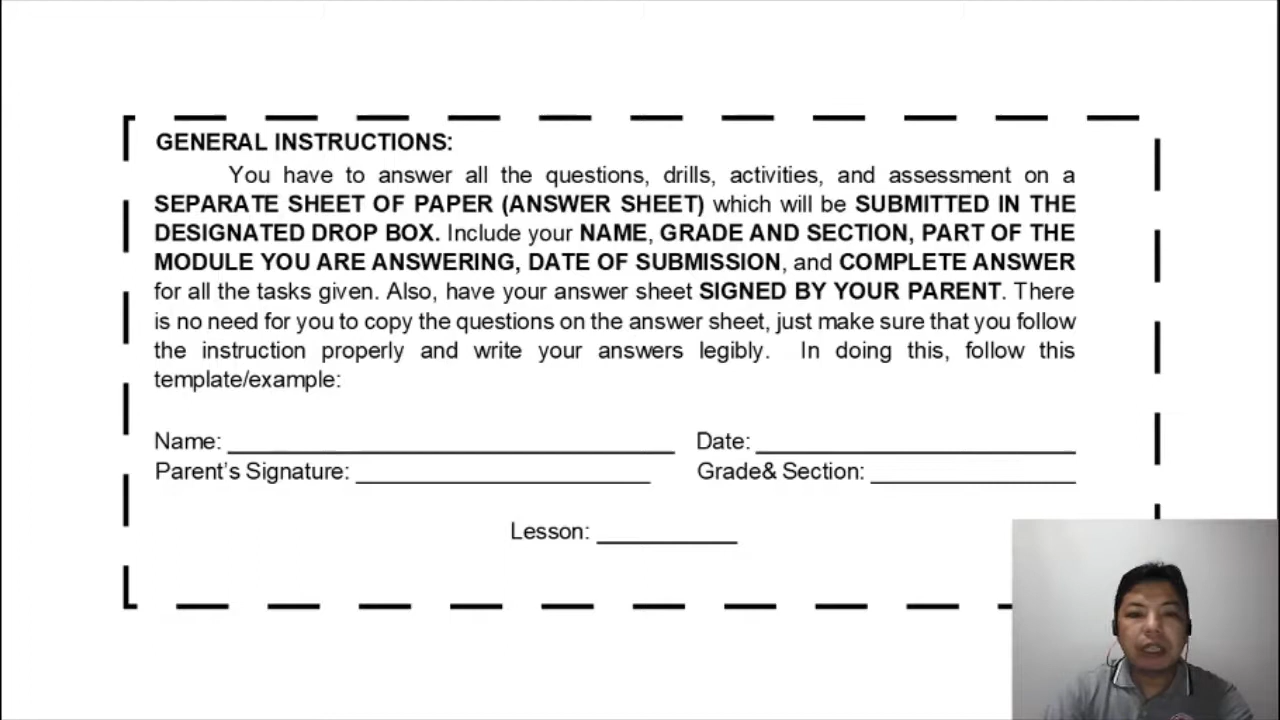 GENERAL INSTRUCTIONS:
You have to answer all the questions, drills, activities, and assessment on a
SEPARATE SHEET OF PAPER (ANSWER SHEET) which will be SUBMITTED IN THE
DESIGNATED DROP BOX. Include your NAME, GRADE AND SECTION, PART OF THE
MODULE YOU ARE ANSWERING, DATE OF SUBMISSION, and COMPLETE ANSWER
for all the tasks given. Also, have your answer sheet SIGNED BY YOUR PARENT. There
is no need for you to copy the questions on the answer sheet, just make sure that you follow
the instruction properly and write your answers legibly. In doing this, follow this
template/example:
Name: ____________________ Date: ____________________
Parent's Signature: ____________________ Grade& Section: ____________________
Lesson: __________